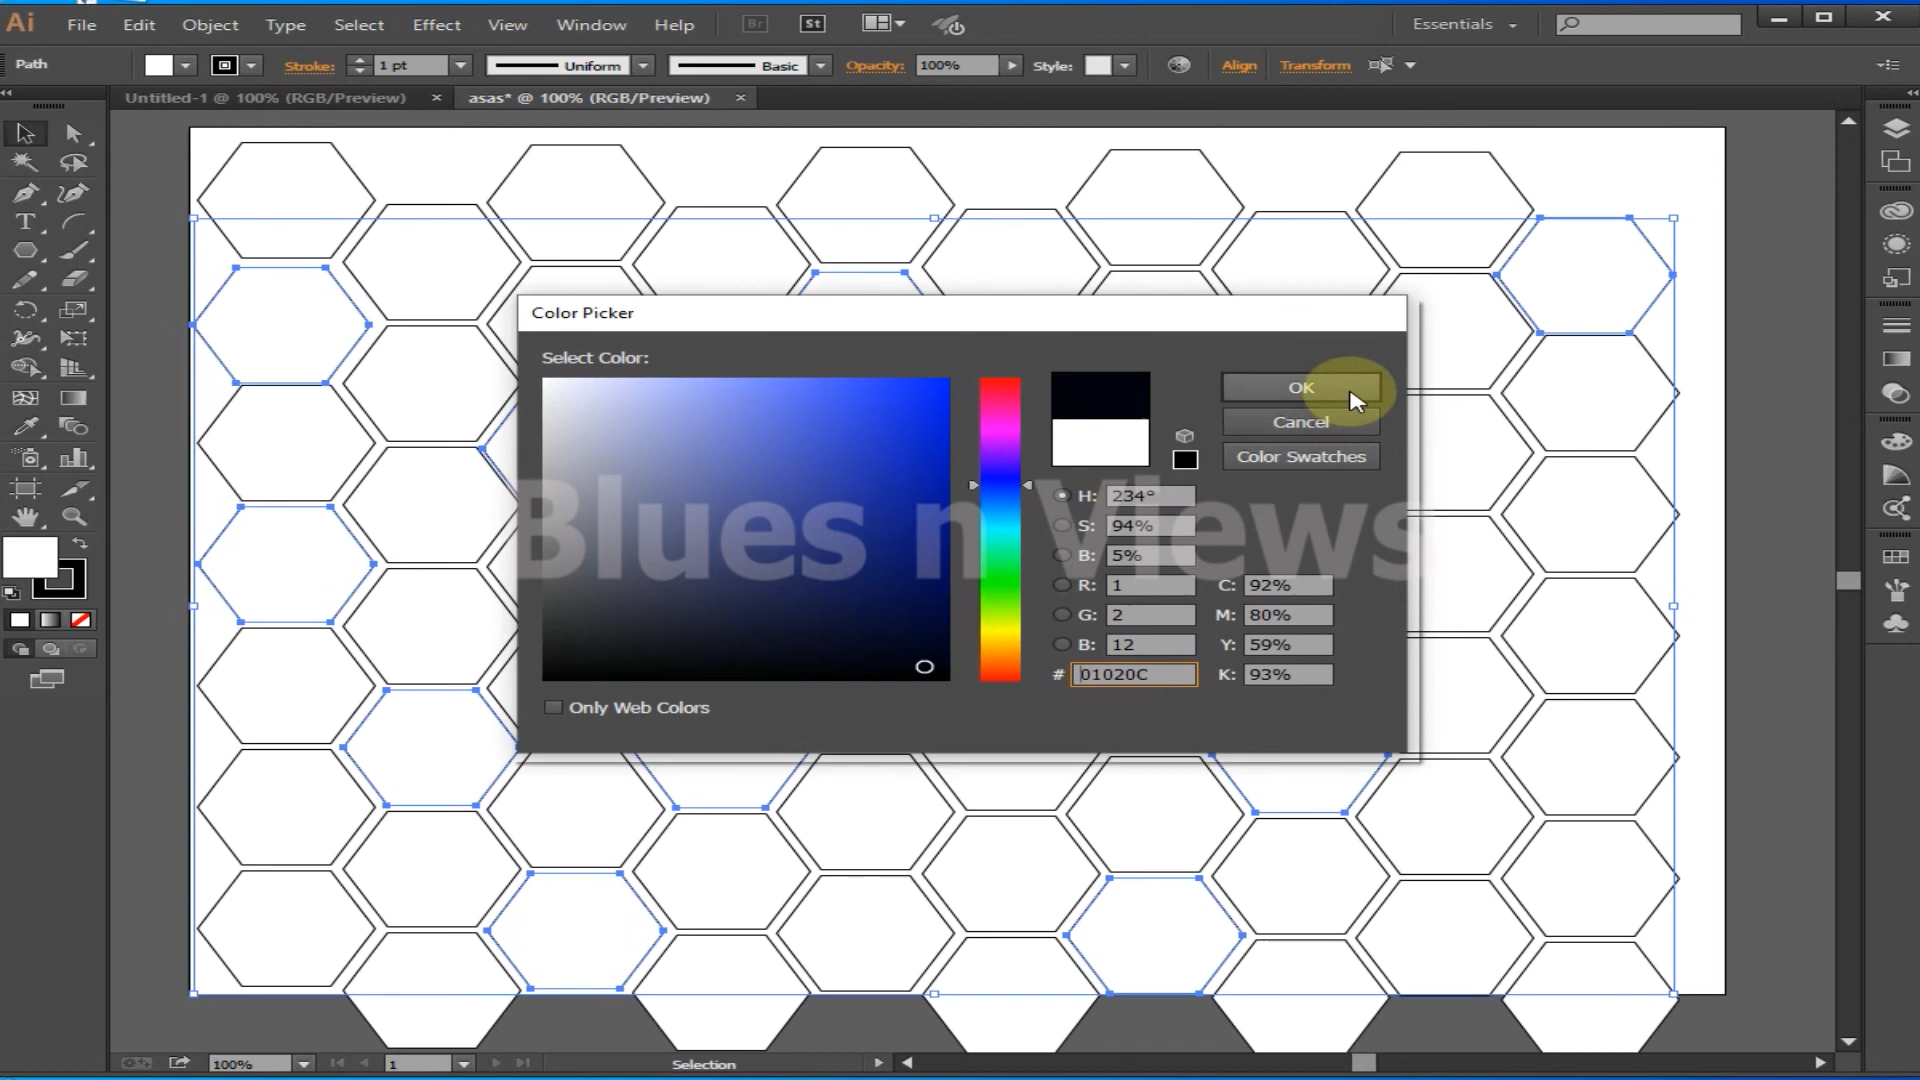 Ai File Edit Object Type Select Effect View Window Help Br St Essentials
Path Stroke: 1 pt Uniform Basic Opacity: 100% Style: Align Transform
Untitled-1 @ 100% (RGB/Preview) × asas* @ 100% (RGB/Preview) ×
Color Picker
Select Color:
OK
Cancel
Color Swatches
H: 234°
S: 94%
B: 5%
R: 1 C: 92%
G: 2 M: 80%
B: 12 Y: 59%
# 01020C K: 93%
Only Web Colors
Blues n Views
100% 1 Selection